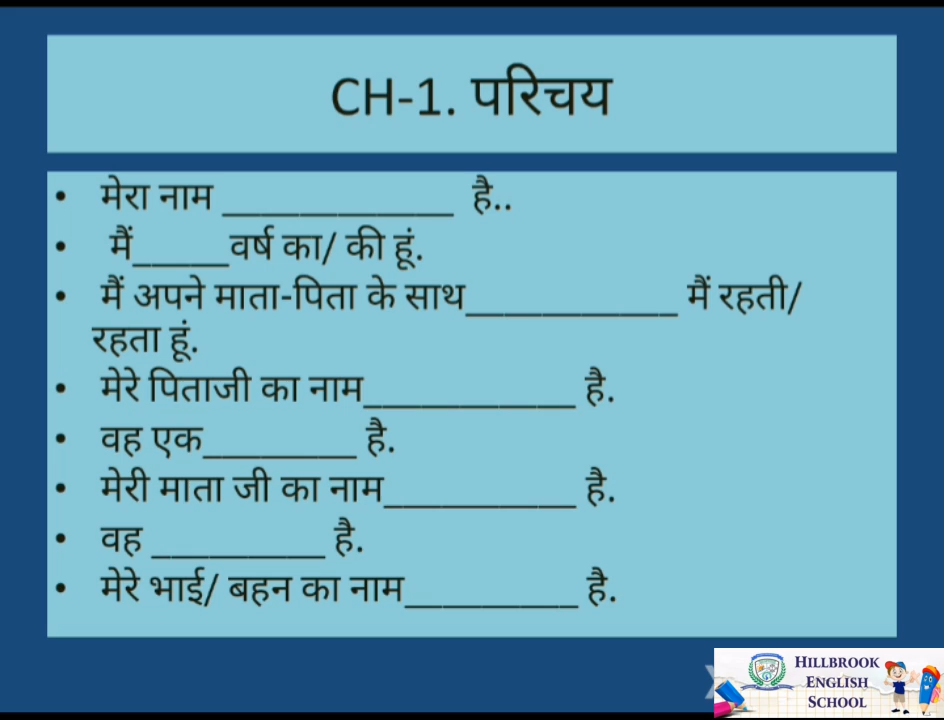 CH-1. परिचय
• मेरा नाम ____________ है..
• मैं_____वर्ष का/ की हूं.
• मैं अपने माता-पिता के साथ___________ मैं रहती/
रहता हूं.
• मेरे पिताजी का नाम___________ है.
• वह एक________ है.
• मेरी माता जी का नाम__________ है.
• वह _________ है.
• मेरे भाई/ बहन का नाम_________ है.
HILLBROOK
ENGLISH
SCHOOL